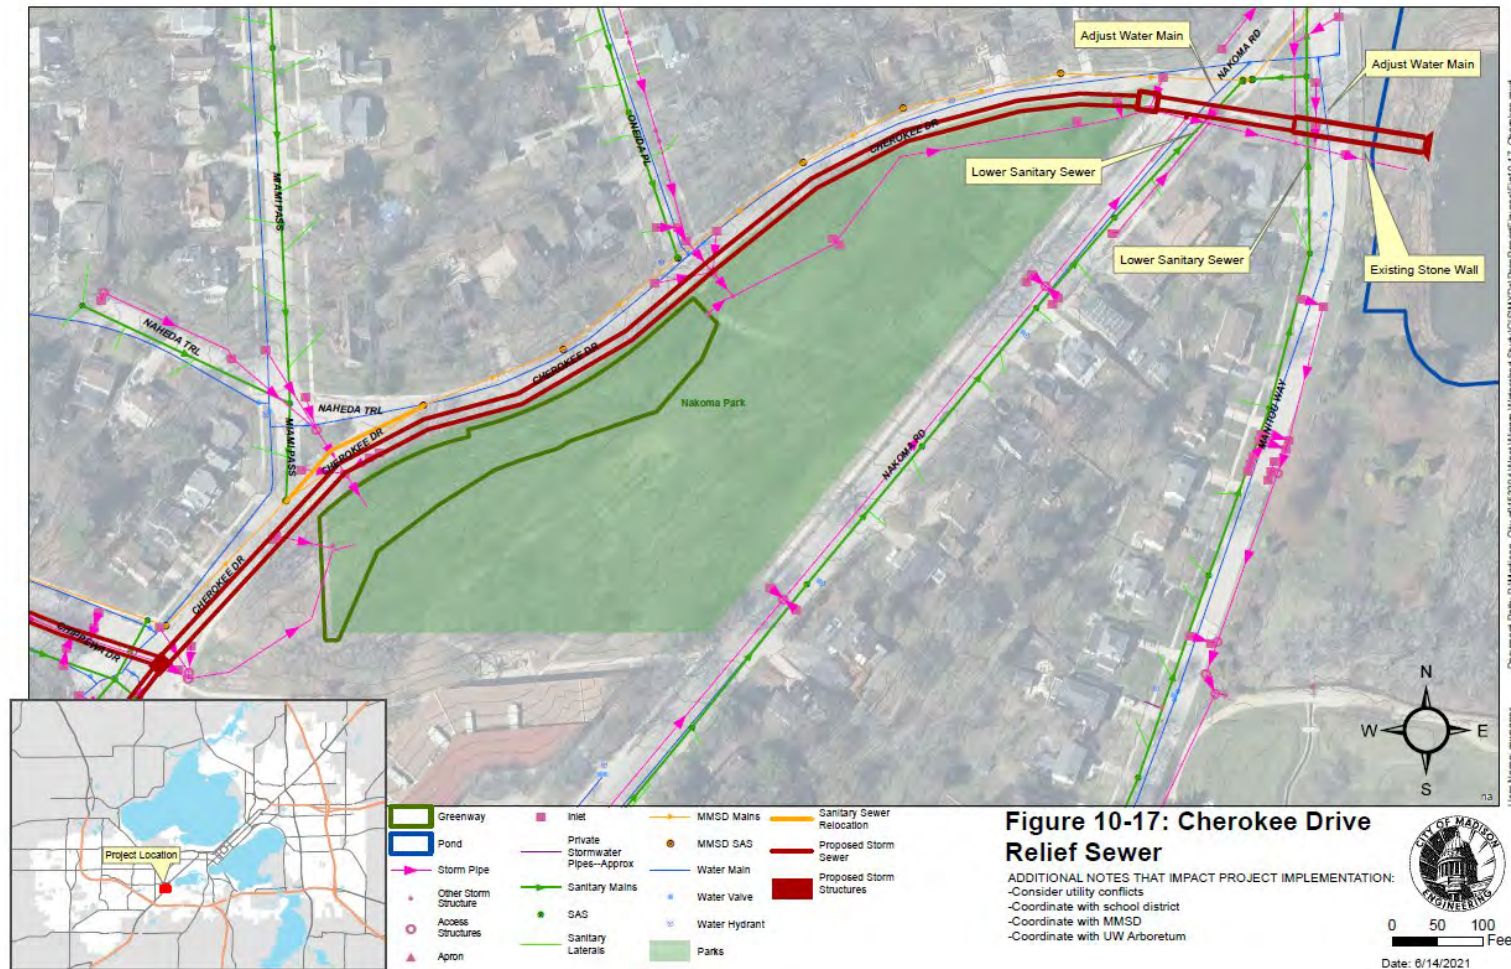 Adjust Water Main
NAKOMA RD
Adjust Water Main
ONEIDA PL
CHEROKEE DR
Lower Sanitary Sewer
MIAMI PASS
Lower Sanitary Sewer
Existing Stone Wall
NAHEDA TRL
CHEROKEE DR
NAHEDA TRL
Nakoma Park
MANITOU WAY
MIAMI PASS
CHEROKEE DR
NAKOMA RD
CHEROKEE DR
CHIPPEWA DR
N
W
E
S
na
Project Location
Greenway
Pond
Storm Pipe
Other Storm
Structure
Access
Structures
Apron
Inlet
Private
Stormwater
Pipes--Approx
Sanitary Mains
SAS
Sanitary
Laterals
MMSD Mains
MMSD SAS
Water Main
Water Valve
Water Hydrant
Parks
Sanitary Sewer
Relocation
Proposed Storm
Sewer
Proposed Storm
Structures
Figure 10-17: Cherokee Drive
Relief Sewer
ADDITIONAL NOTES THAT IMPACT PROJECT IMPLEMENTATION:
-Consider utility conflicts
-Coordinate with school district
-Coordinate with MMSD
-Coordinate with UW Arboretum
CITY OF MADISON
ENGINEERING
0 50 100
Feet
Date: 6/14/2021